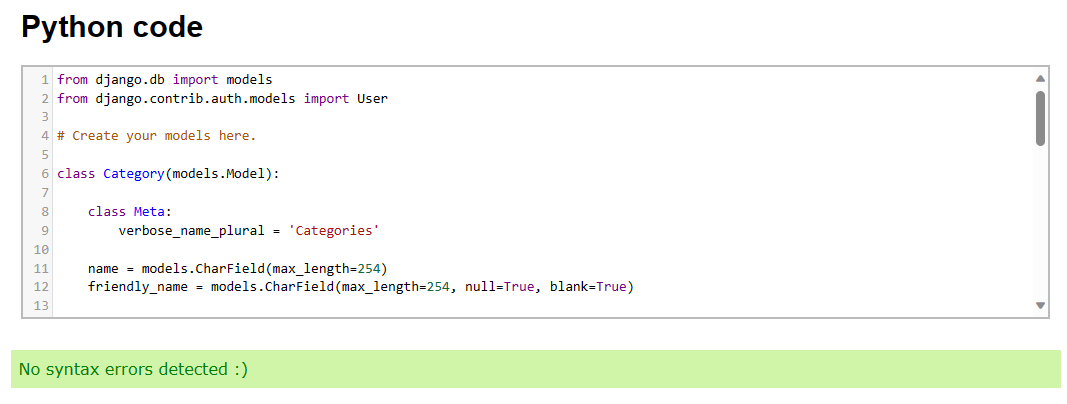 Python code
1 from django.db import models
2 from django.contrib.auth.models import User
3
4 # Create your models here.
5
6 class Category(models.Model):
7
8     class Meta:
9         verbose_name_plural = 'Categories'
10
11     name = models.CharField(max_length=254)
12     friendly_name = models.CharField(max_length=254, null=True, blank=True)
13
No syntax errors detected :)